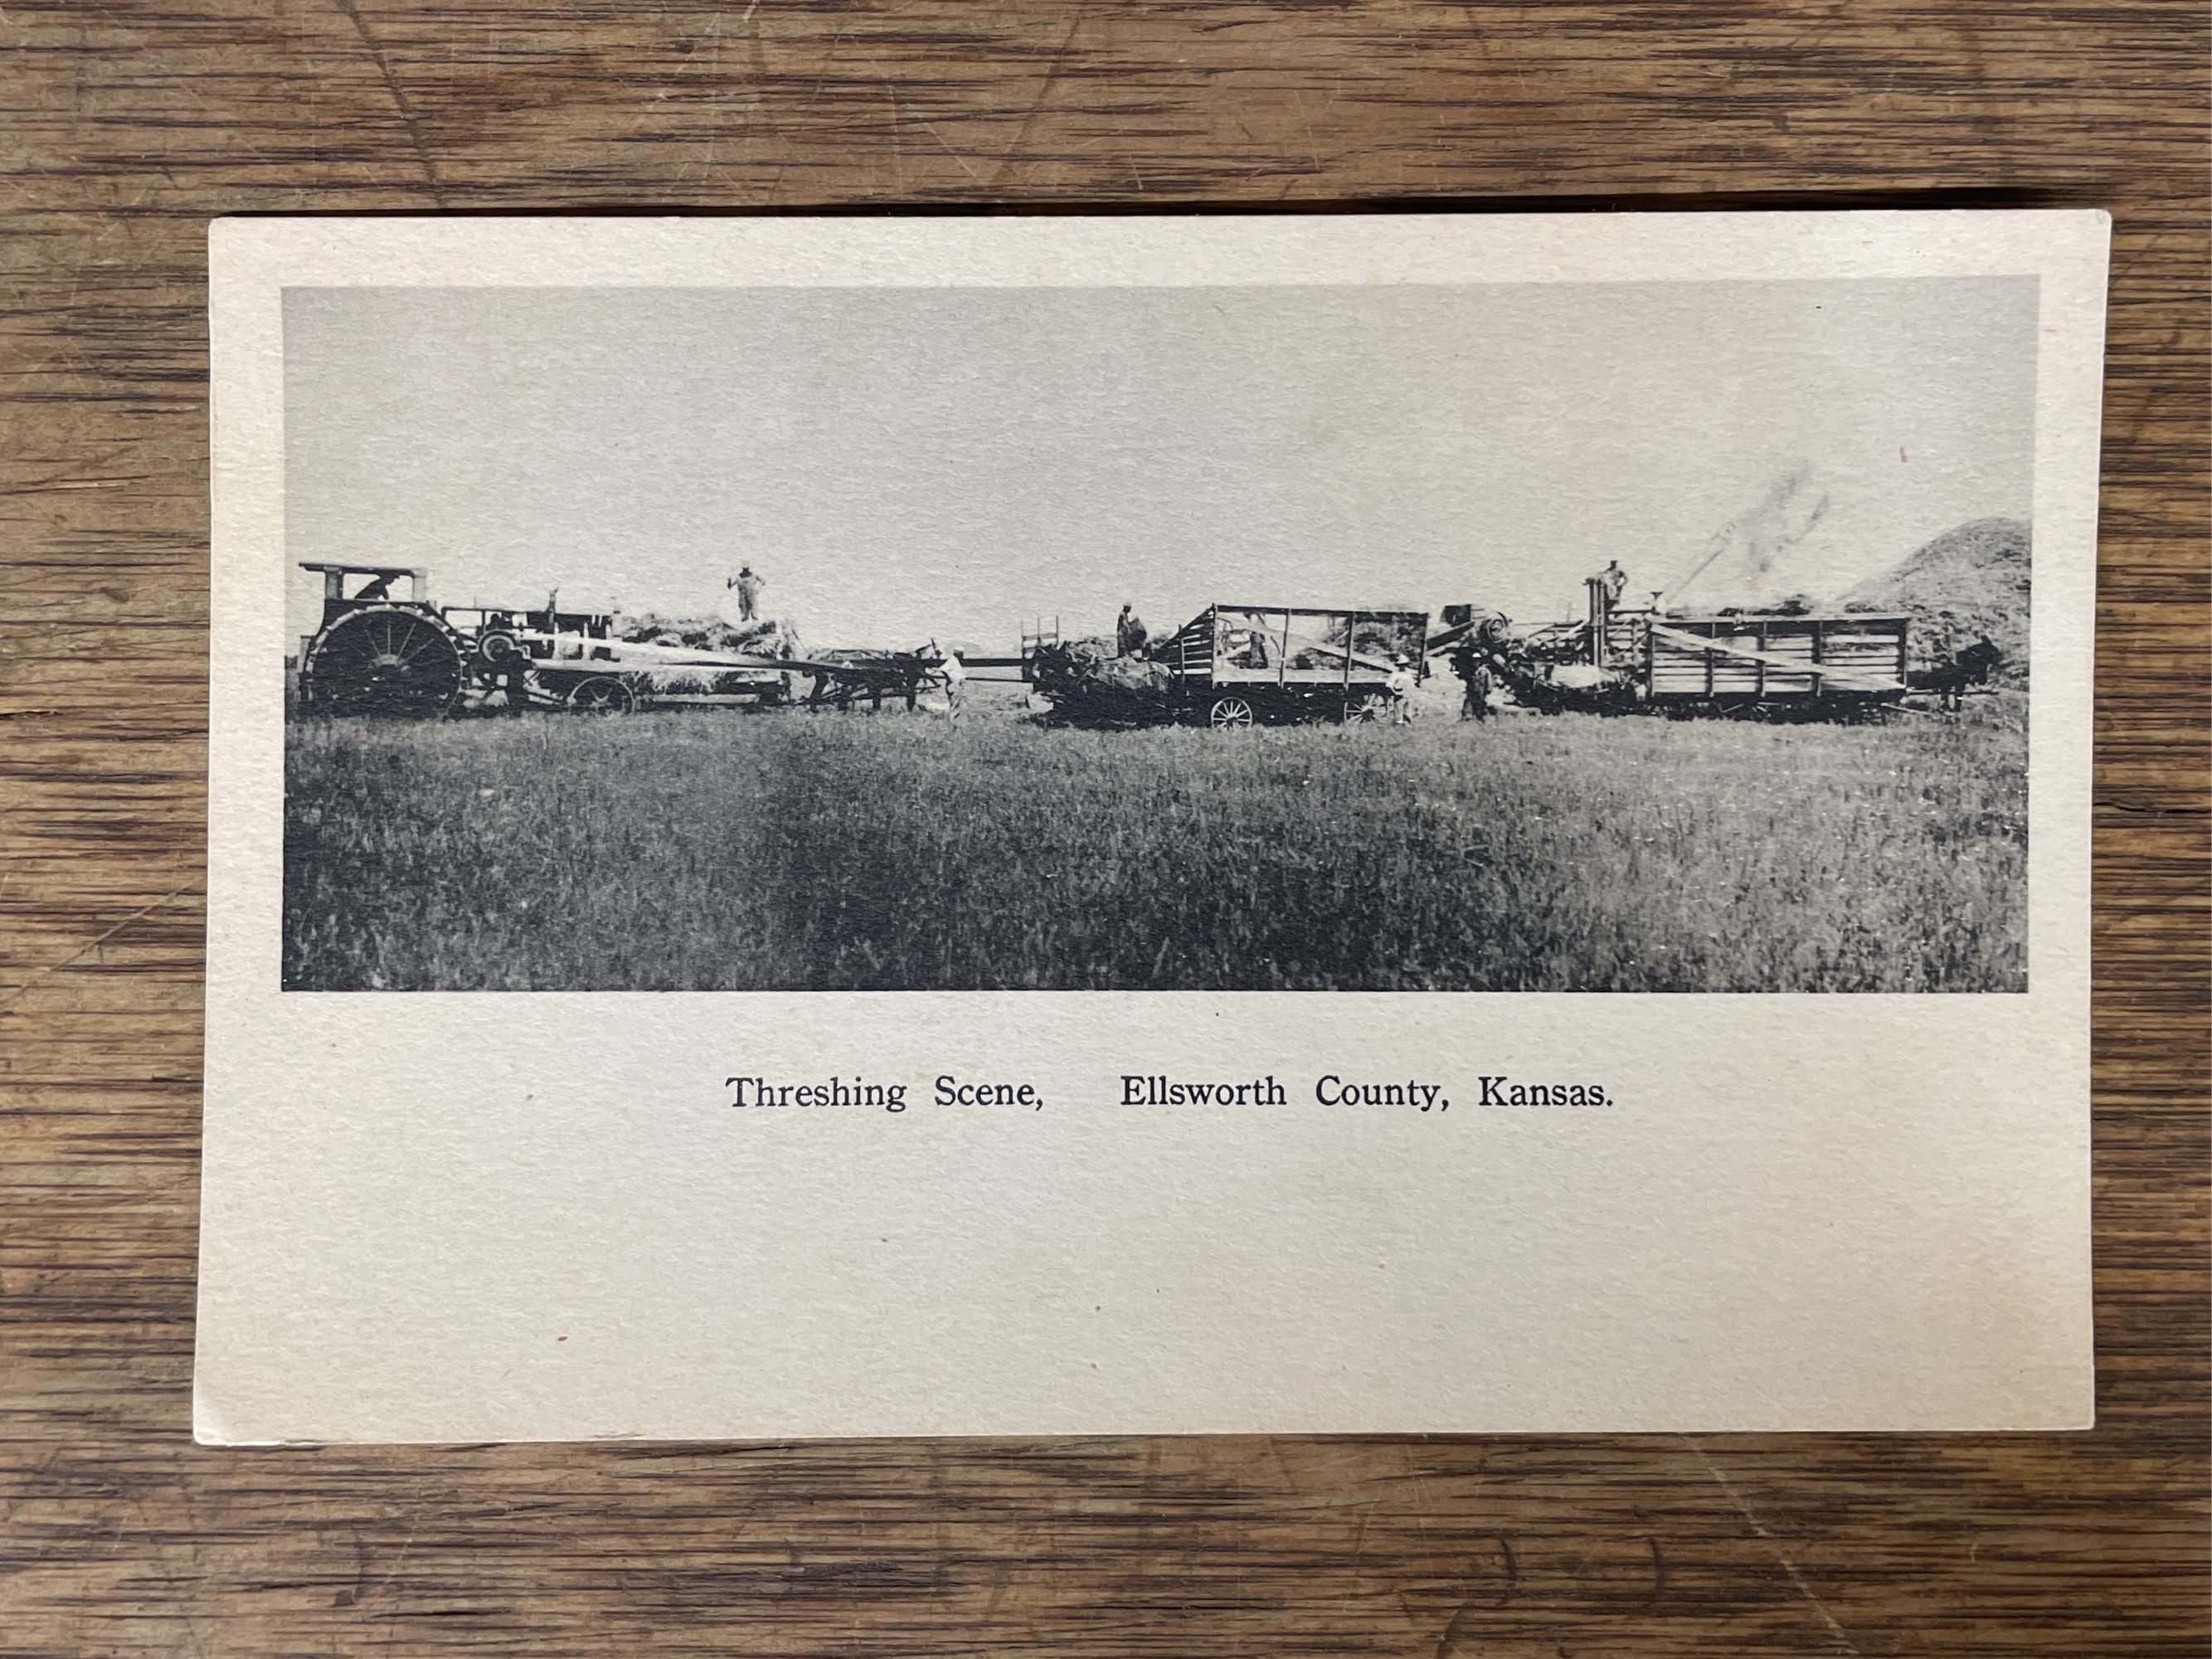 Threshing Scene, Ellsworth County, Kansas.